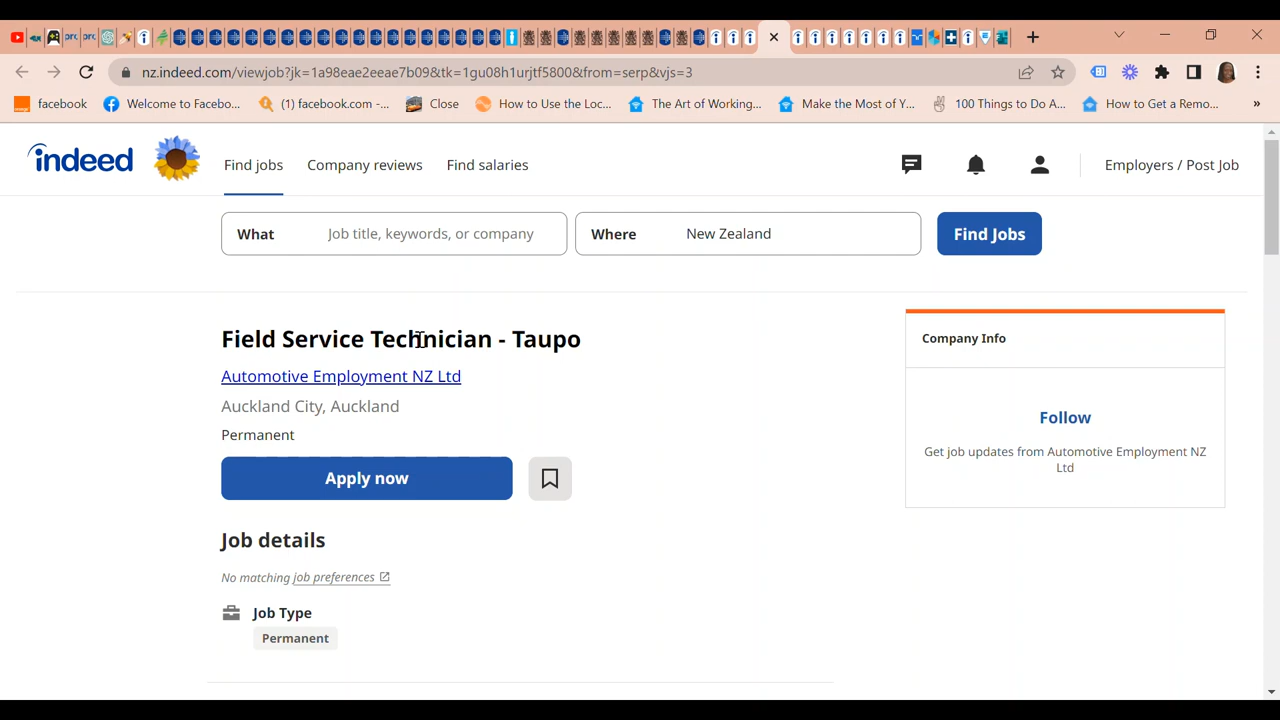 prc
prc
nz.indeed.com/viewjob?jk=1a98eae2eeae7b09&tk=1gu08h1urjtf5800&from=serp&vjs=3
facebook
Welcome to Facebo...
(1) facebook.com -...
Close
How to Use the Loc...
The Art of Working...
Make the Most of Y...
100 Things to Do A...
How to Get a Remo...
»
indeed
Find jobs
Company reviews
Find salaries
Employers / Post Job
What
Job title, keywords, or company
Where
New Zealand
Find Jobs
Field Service Technician - Taupo
Automotive Employment NZ Ltd
Auckland City, Auckland
Permanent
Apply now
Company Info
Follow
Get job updates from Automotive Employment NZ
Ltd
Job details
No matching job preferences
Job Type
Permanent